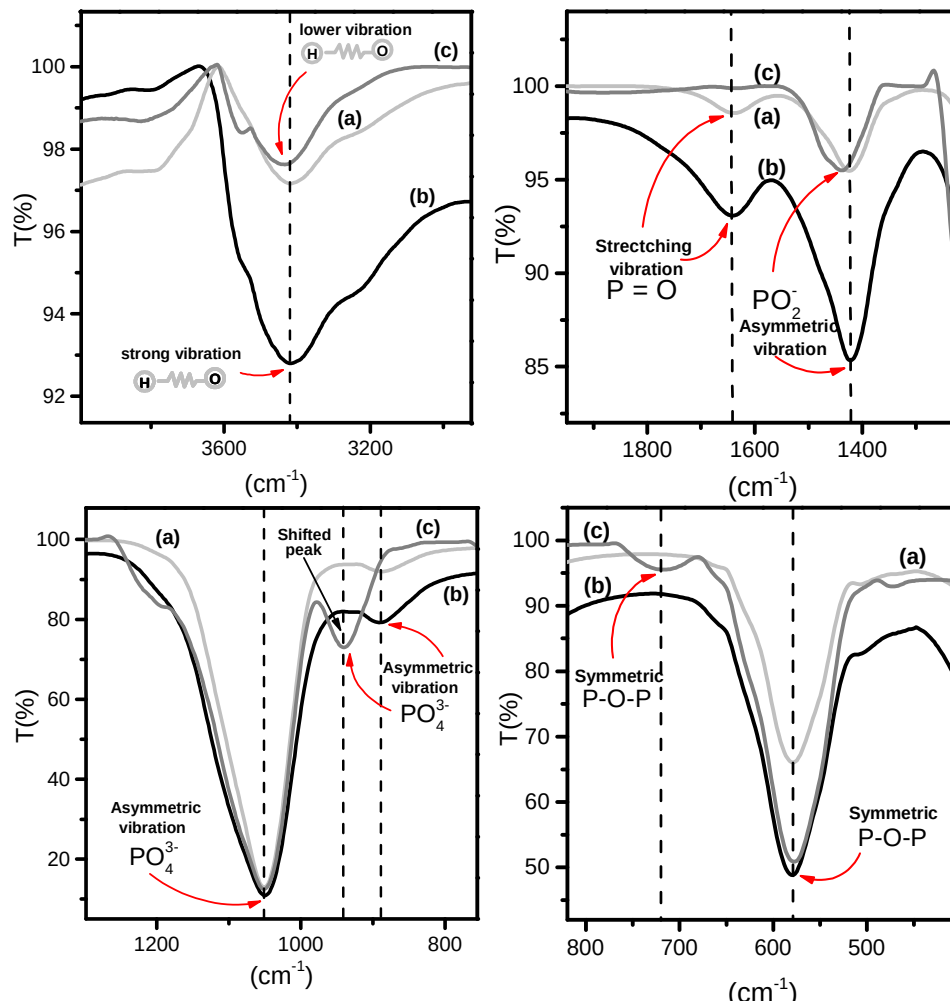 100
98
96
94
92
T(%)
3600
3200
(cm-1)
lower vibration
H
O
(c)
(a)
(b)
strong vibration
H
O
100
95
90
85
T(%)
1800
1600
1400
(cm-1)
(c)
(a)
(b)
Strectching
vibration
P = O
PO2-
Asymmetric
vibration
100
80
60
40
20
T(%)
1200
1000
800
(cm-1)
(a)
Shifted
peak
(c)
(b)
Asymmetric
vibration
PO43-
Asymmetric
vibration
PO43-
100
90
80
70
60
50
T(%)
800
700
600
500
(cm-1)
(c)
(a)
(b)
Symmetric
P-O-P
Symmetric
P-O-P